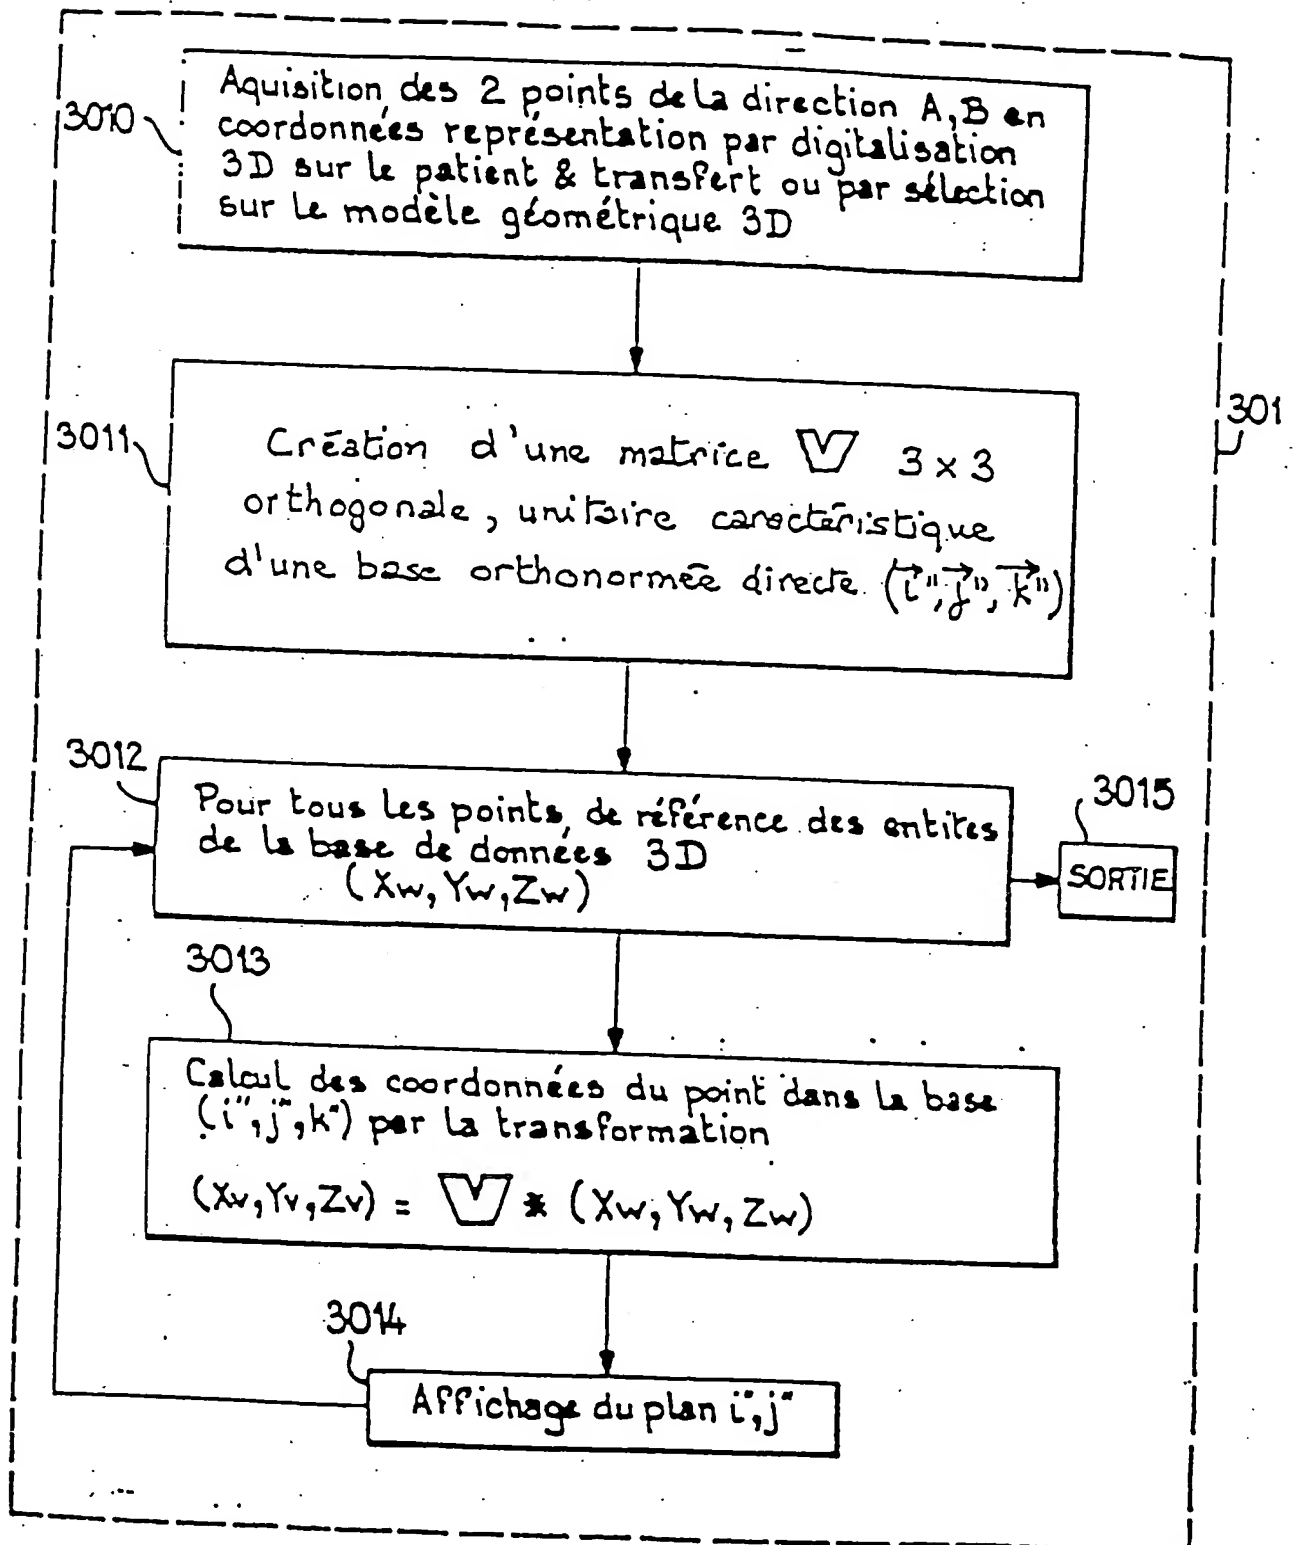 3010
Aquisition des 2 points de la direction A,B en
coordonnées représentation par digitalisation
3D sur le patient & transfert ou par sélection
sur le modèle géométrique 3D
301
3011
Création d'une matrice V 3 x 3
orthogonale, unitaire caractéristique
d'une base orthonormée directe. (i⃗", j⃗", k⃗")
3012
Pour tous les points, de référence des entites
de la base de données 3D
(Xw, Yw, Zw)
3015
SORTIE
3013
Calcul des coordonnées du point dans la base
(i", j", k") par la transformation
(Xv, Yv, Zv) = V * (Xw, Yw, Zw)
3014
Affichage du plan i", j"